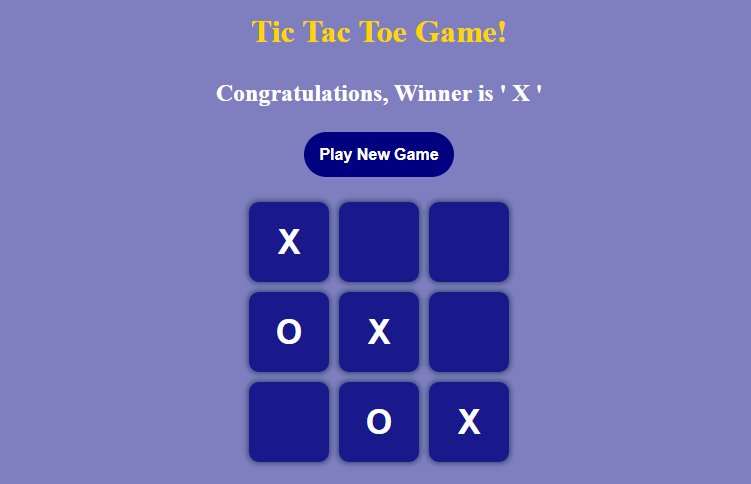 Tic Tac Toe Game!
Congratulations, Winner is ' X '
Play New Game
X
O X
O X